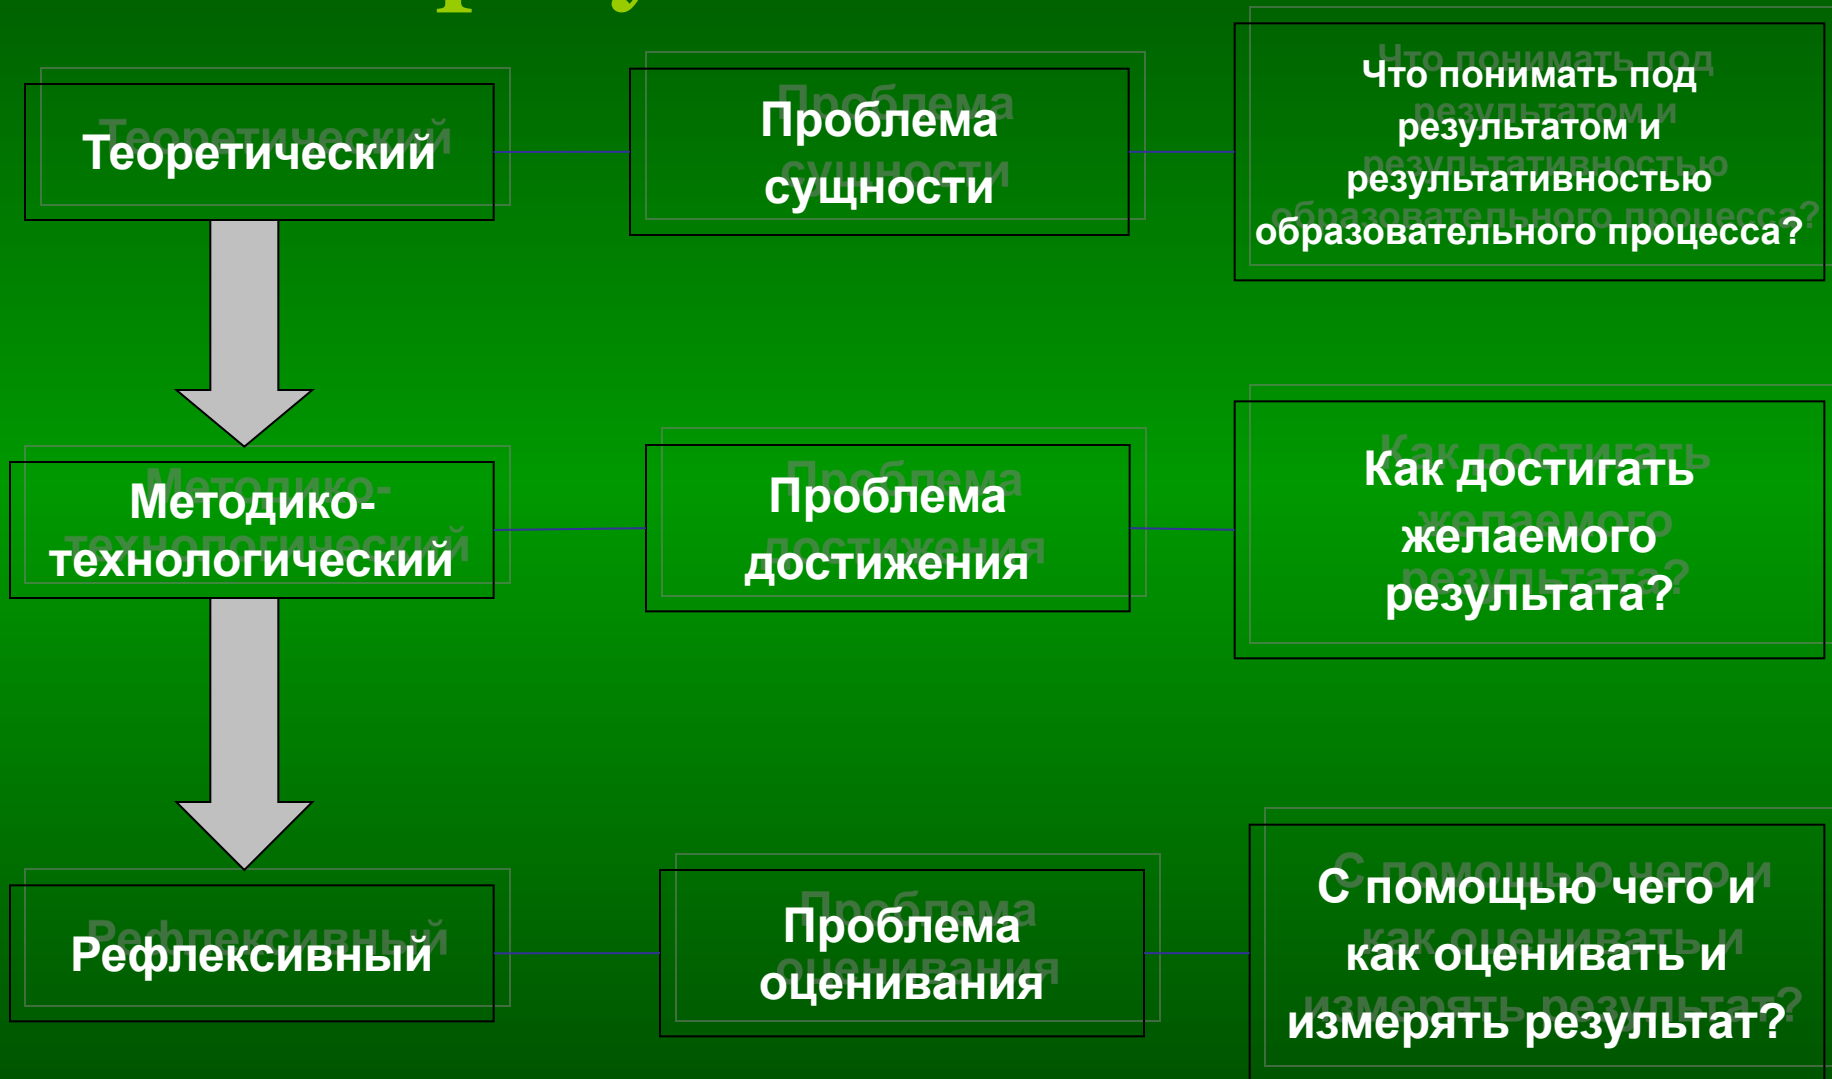 Теоретический
Проблема
сущности
Что понимать под
результатом и
результативностью
образовательного процесса?
Методико-
технологический
Проблема
достижения
Как достигать
желаемого
результата?
Рефлексивный
Проблема
оценивания
С помощью чего и
как оценивать и
измерять результат?